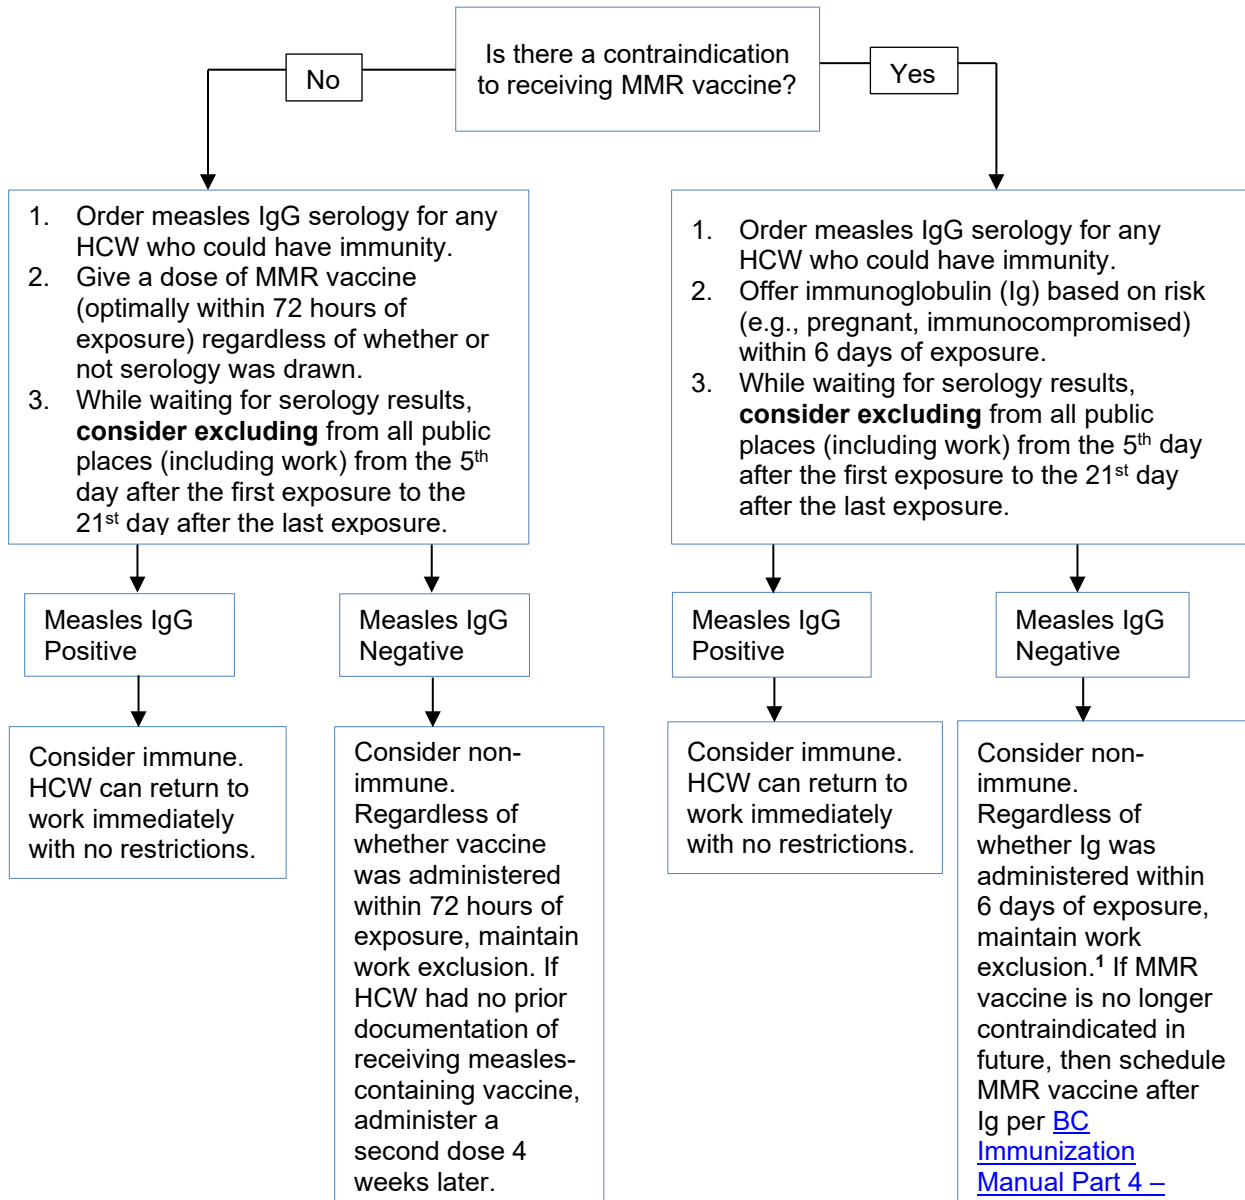 Is there a contraindication
to receiving MMR vaccine?
No
Yes
1. Order measles IgG serology for any
HCW who could have immunity.
2. Give a dose of MMR vaccine
(optimally within 72 hours of
exposure) regardless of whether or
not serology was drawn.
3. While waiting for serology results,
consider excluding from all public
places (including work) from the 5th
day after the first exposure to the
21st day after the last exposure.
1. Order measles IgG serology for any
HCW who could have immunity.
2. Offer immunoglobulin (Ig) based on risk
(e.g., pregnant, immunocompromised)
within 6 days of exposure.
3. While waiting for serology results,
consider excluding from all public
places (including work) from the 5th day
after the first exposure to the 21st day
after the last exposure.
Measles IgG
Positive
Measles IgG
Negative
Measles IgG
Positive
Measles IgG
Negative
Consider immune.
HCW can return to
work immediately
with no restrictions.
Consider non-
immune.
Regardless of
whether vaccine
was administered
within 72 hours of
exposure, maintain
work exclusion. If
HCW had no prior
documentation of
receiving measles-
containing vaccine,
administer a
second dose 4
weeks later.
Consider immune.
HCW can return to
work immediately
with no restrictions.
Consider non-
immune.
Regardless of
whether Ig was
administered within
6 days of exposure,
maintain work
exclusion.1 If MMR
vaccine is no longer
contraindicated in
future, then schedule
MMR vaccine after
Ig per BC
Immunization
Manual Part 4 –